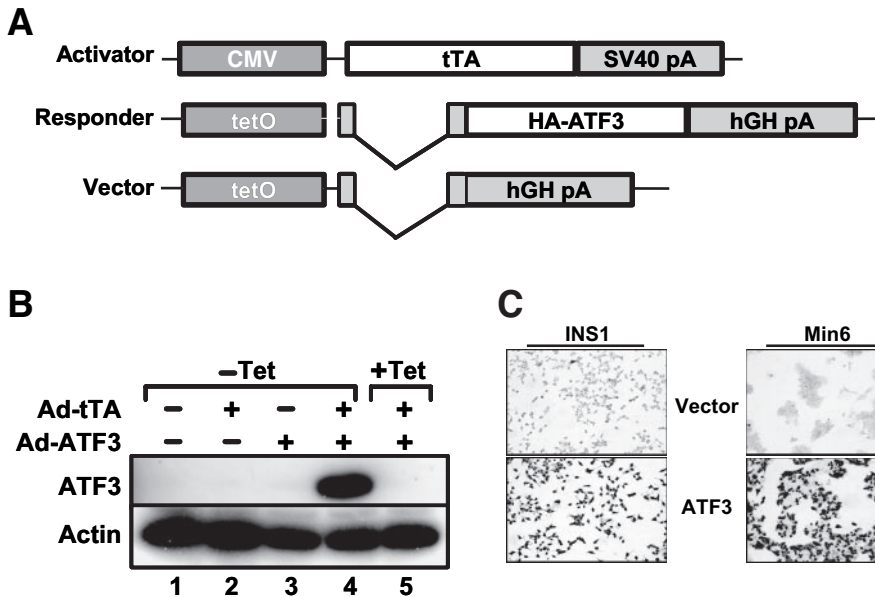 A
Activator CMV tTA SV40 pA
Responder tetO HA-ATF3 hGH pA
Vector tetO hGH pA
B
−Tet +Tet
Ad-tTA − + − + +
Ad-ATF3 − − + + +
ATF3
Actin
1 2 3 4 5
C
INS1 Min6
Vector
ATF3